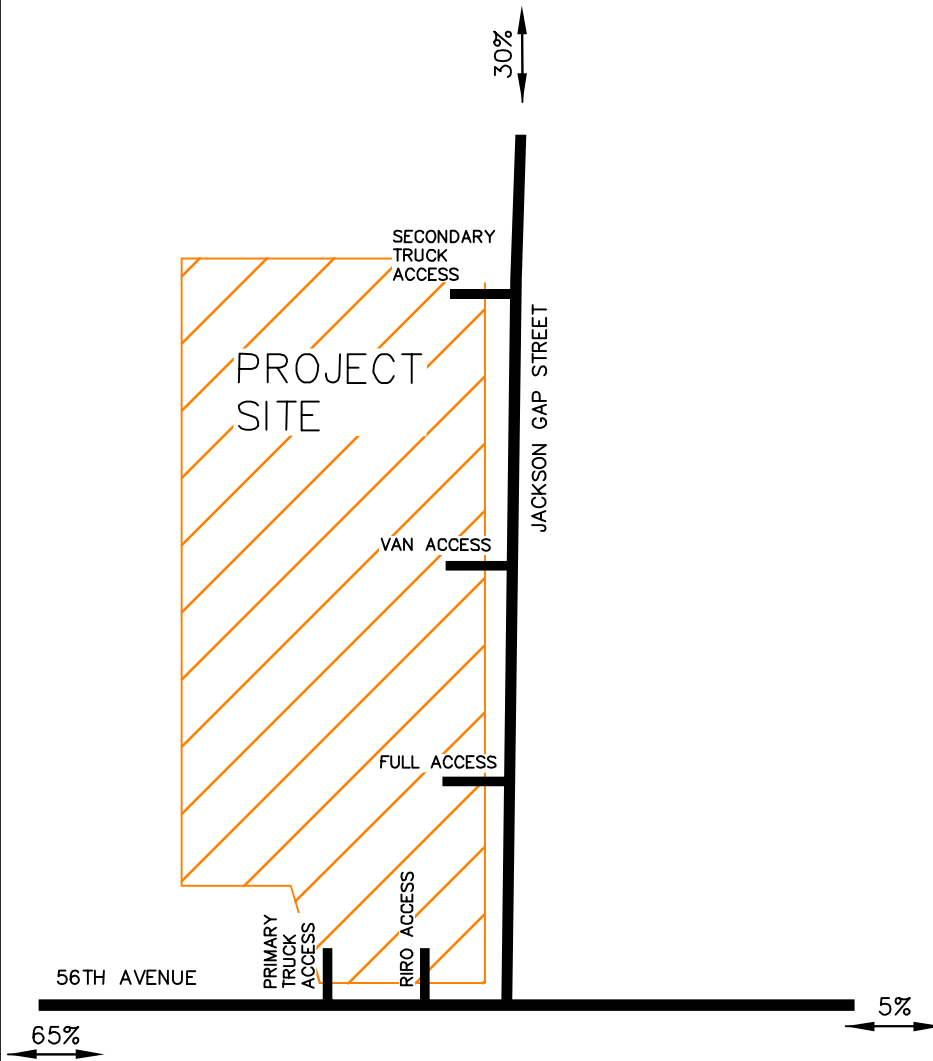 30%
SECONDARY
TRUCK
ACCESS
PROJECT
SITE
JACKSON GAP STREET
VAN ACCESS
FULL ACCESS
PRIMARY
TRUCK
ACCESS
RIRO ACCESS
56TH AVENUE
65%
5%